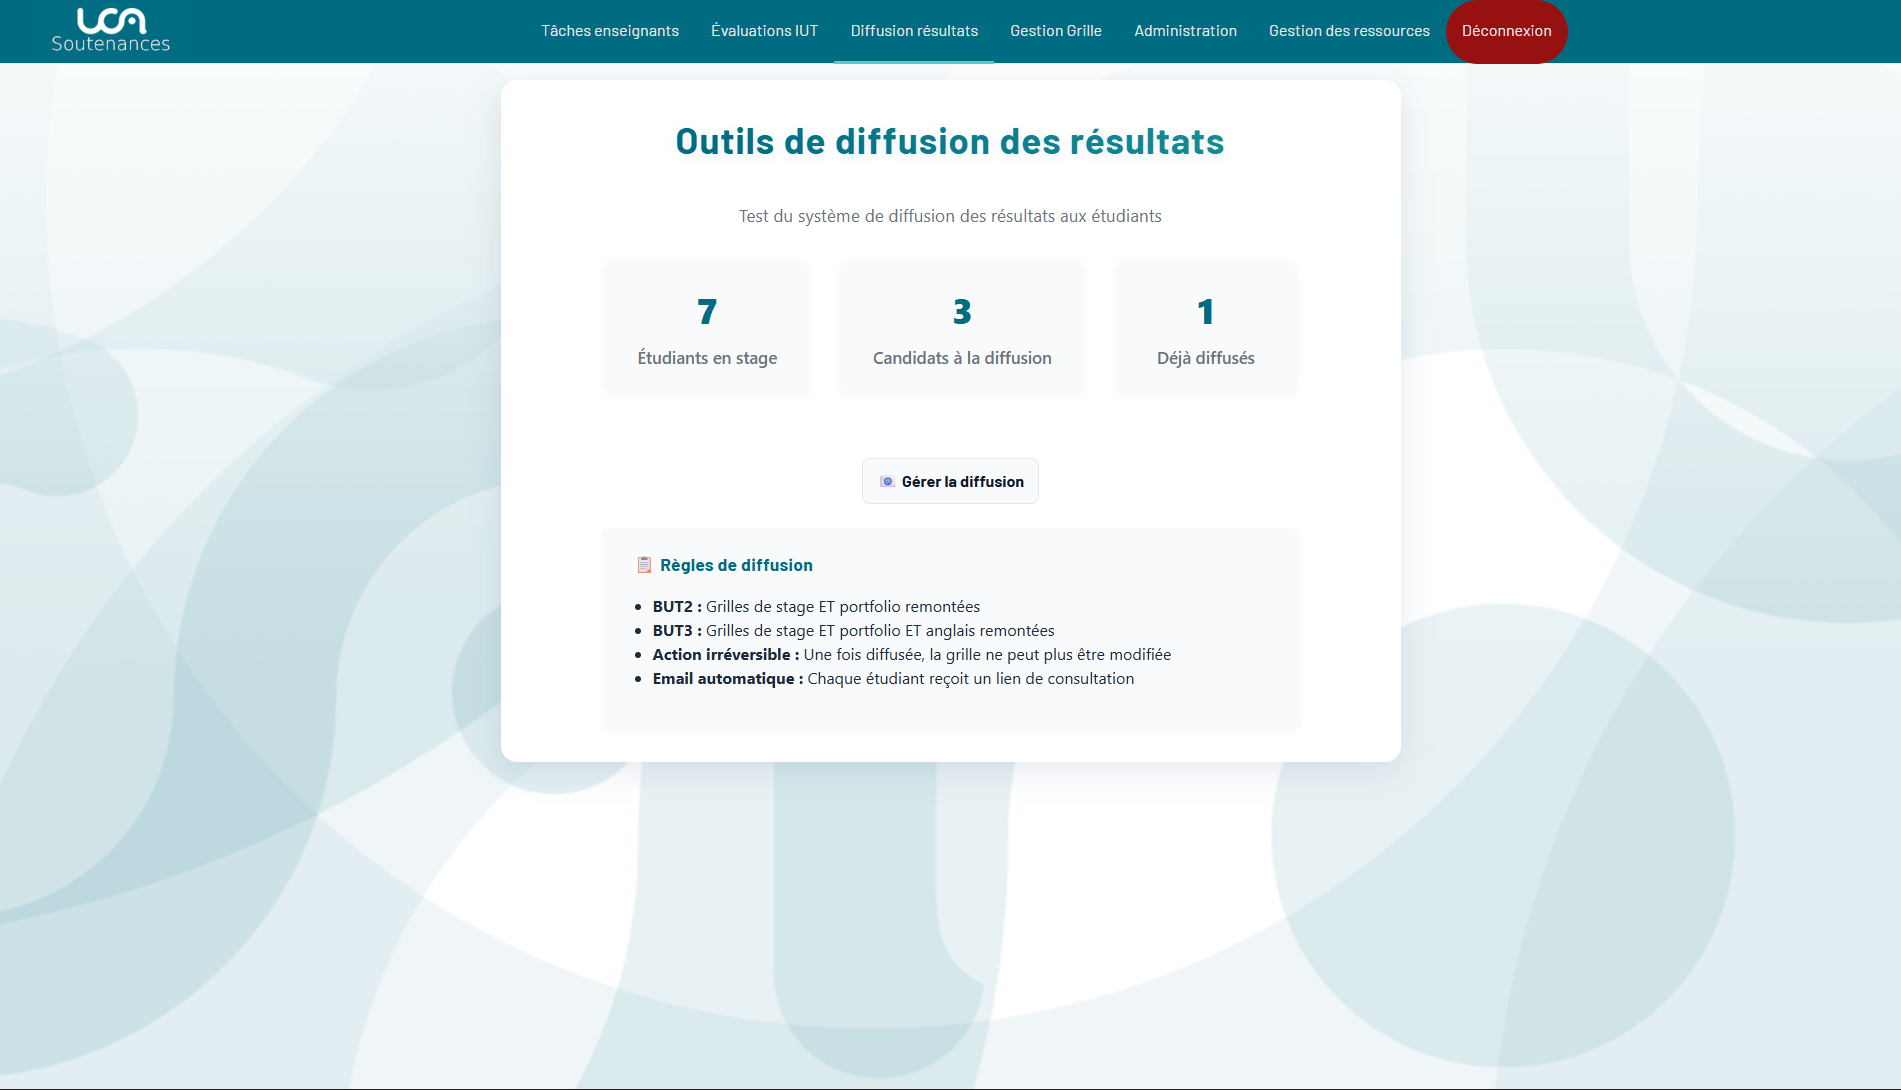 UCA
Soutenances
Tâches enseignants
Évaluations IUT
Diffusion résultats
Gestion Grille
Administration
Gestion des ressources
Déconnexion
Outils de diffusion des résultats
Test du système de diffusion des résultats aux étudiants
7
Étudiants en stage
3
Candidats à la diffusion
1
Déjà diffusés
Gérer la diffusion
Règles de diffusion
BUT2 : Grilles de stage ET portfolio remontées
BUT3 : Grilles de stage ET portfolio ET anglais remontées
Action irréversible : Une fois diffusée, la grille ne peut plus être modifiée
Email automatique : Chaque étudiant reçoit un lien de consultation